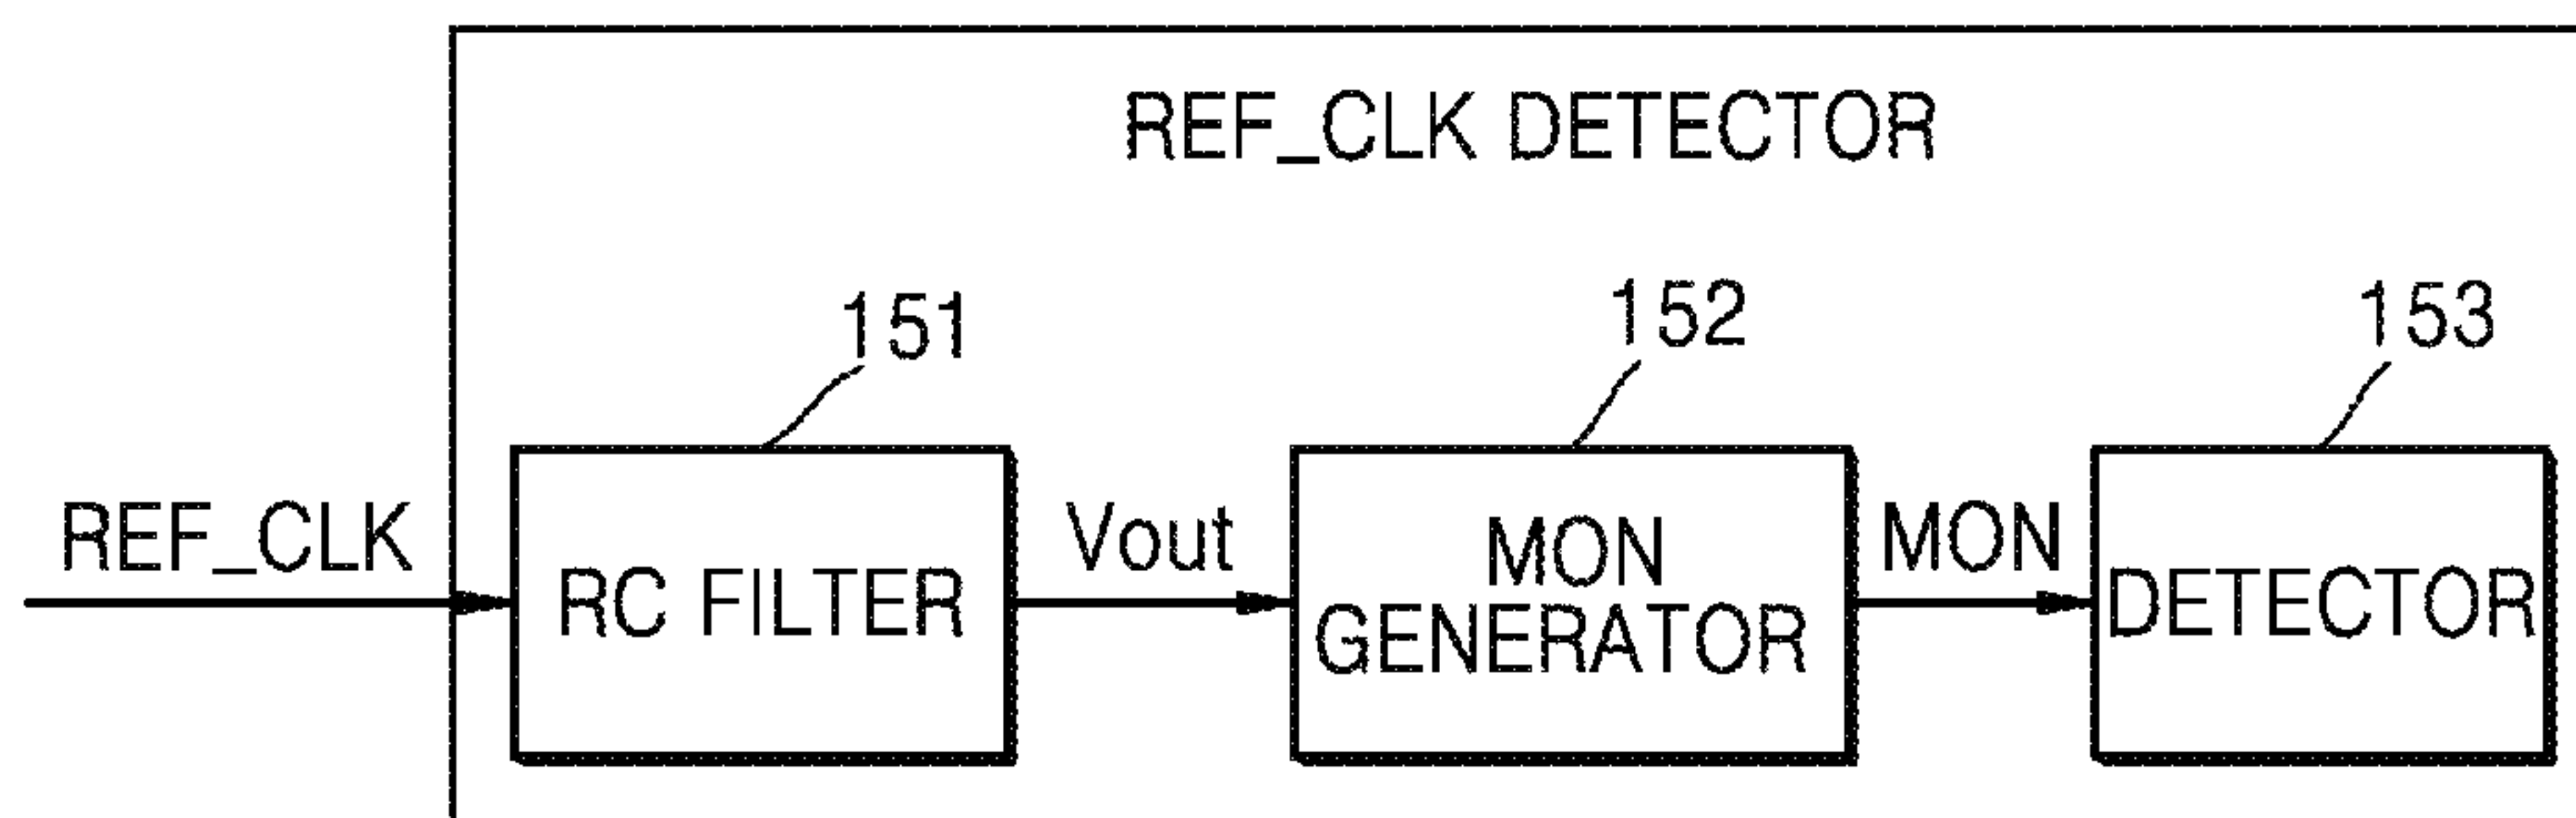 REF_CLK DETECTOR
151
152
153
REF_CLK
RC FILTER
Vout
MON
GENERATOR
MON
DETECTOR